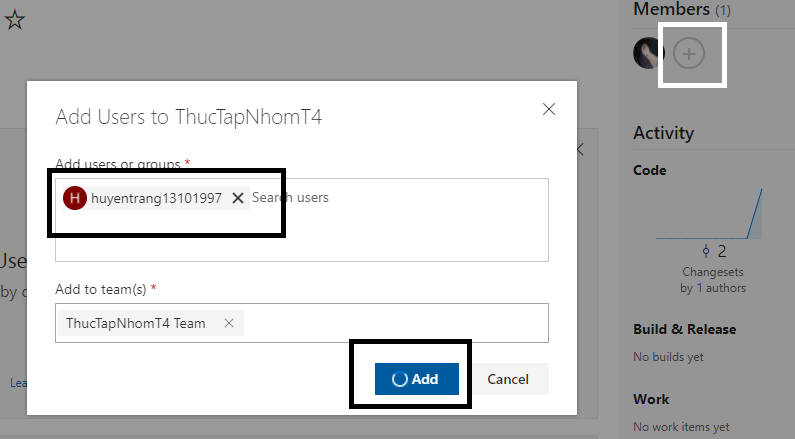 Members (1)
Add Users to ThucTapNhomT4
Add users or groups *
H huyentrang13101997 Search users
Add to team(s) *
ThucTapNhomT4 Team
Add Cancel
Use
by
Lea
Activity
Code
2
Changesets
by 1 authors
Build & Release
No builds yet
Work
No work items yet